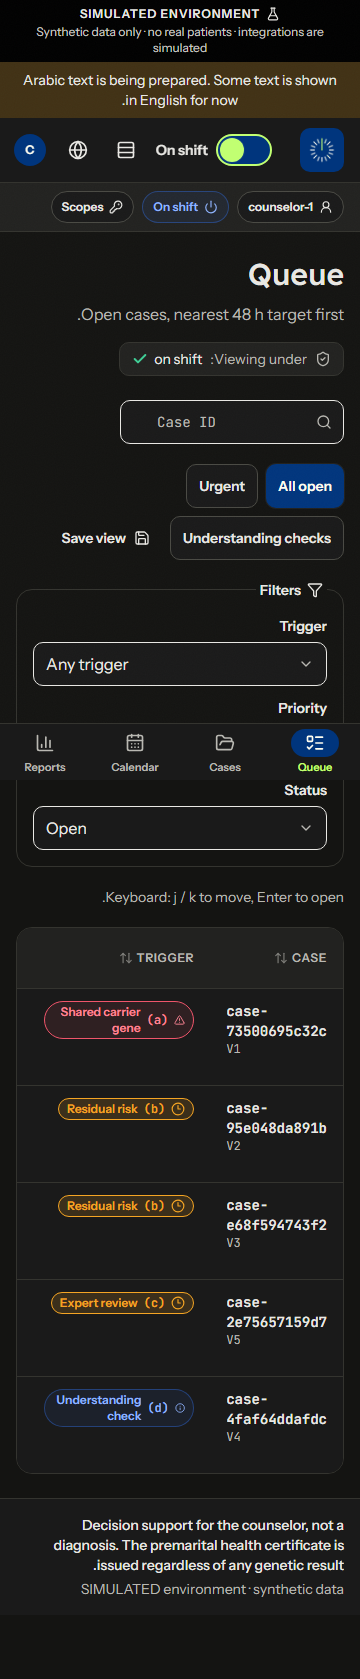 SIMULATED ENVIRONMENT
Synthetic data only · no real patients · integrations are
simulated
Arabic text is being prepared. Some text is shown
.in English for now
C
On shift
Scopes
On shift
counselor-1
Queue
.Open cases, nearest 48 h target first
on shift :Viewing under
Case ID
Urgent
All open
Save view
Understanding checks
Filters
Trigger
Any trigger
Priority
Reports
Calendar
Cases
Queue
Status
Open
.Keyboard: j / k to move, Enter to open
TRIGGER
CASE
Shared carrier
gene
(a)
case-
73500695c32c
V1
Residual risk (b)
case-
95e048da891b
V2
Residual risk (b)
case-
e68f594743f2
V3
Expert review (c)
case-
2e75657159d7
V5
Understanding
check
(d)
case-
4faf64ddafdc
V4
Decision support for the counselor, not a
diagnosis. The premarital health certificate is
.issued regardless of any genetic result
SIMULATED environment · synthetic data